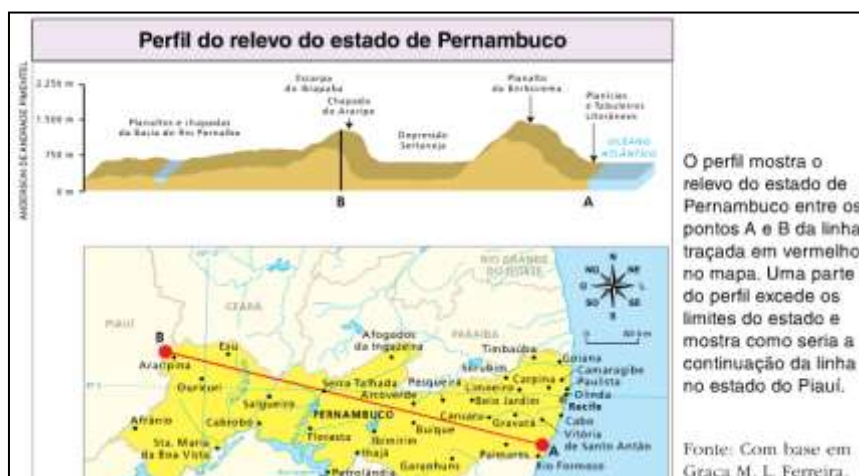 Perfil do relevo do estado de Pernambuco
ANDERSON DE ANDRADE PIMENTEL
2.250 m
1.500 m
750 m
0 m
Planaltos e chapadas
da Bacia do Rio Parnaíba
Escarpa
do Ibiapaba
Chapada
do Araripe
Depressão
Sertaneja
Planalto
da Borborema
Planícies
e Tabuleiros
Litorâneos
OCEANO
ATLÂNTICO
B
A
O perfil mostra o
relevo do estado de
Pernambuco entre os
pontos A e B da linha
traçada em vermelho
no mapa. Uma parte
do perfil excede os
limites do estado e
mostra como seria a
continuação da linha
no estado do Piauí.
Fonte: Com base em
Graça M. L. Ferreira
RIO GRANDE
DO NORTE
N
NO
NE
O
L
SO
SE
S
0
80 km
CEARÁ
PIAUÍ
PARAÍBA
B
Araripina
Exu
Afogados
da Ingazeira
Timbaúba
Goiana
Camaragibe
Paulista
Olinda
Recife
Ouricuri
Serra Talhada
Pesqueira
Surubim
Limoeiro
Carpina
Arcoverde
Belo Jardim
Salgueiro
PERNAMBUCO
Caruaru
Gravatá
Cabo
Vitória
de Santo Antão
Afrânio
Cabrobó
Floresta
Ibimirim
Buíque
Sta. Maria
da Boa Vista
Inajá
Garanhuns
Palmares
A
Rio Formoso
Petrolândia